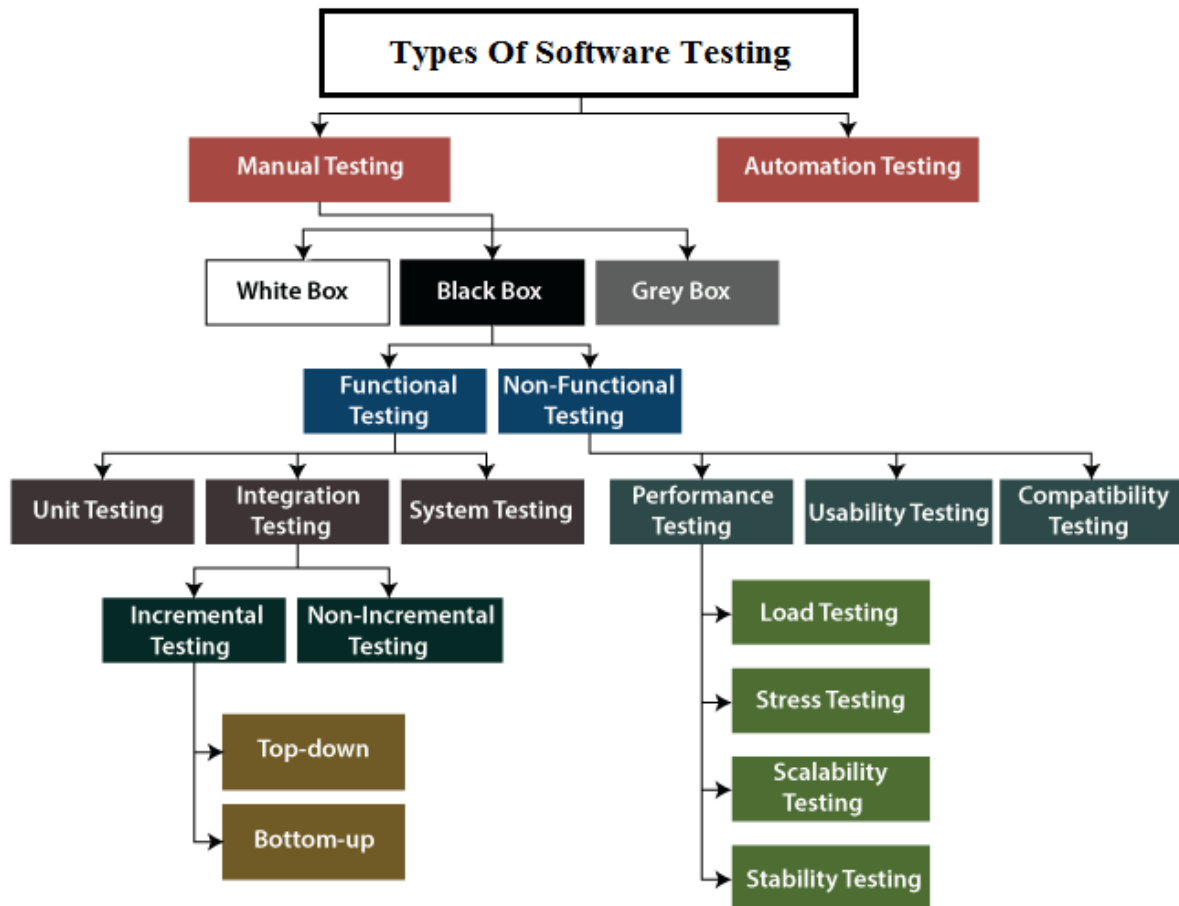 Types Of Software Testing
Manual Testing
Automation Testing
White Box
Black Box
Grey Box
Functional
Testing
Non-Functional
Testing
Unit Testing
Integration
Testing
System Testing
Performance
Testing
Usability Testing
Compatibility
Testing
Incremental
Testing
Non-Incremental
Testing
Load Testing
Stress Testing
Top-down
Scalability
Testing
Bottom-up
Stability Testing